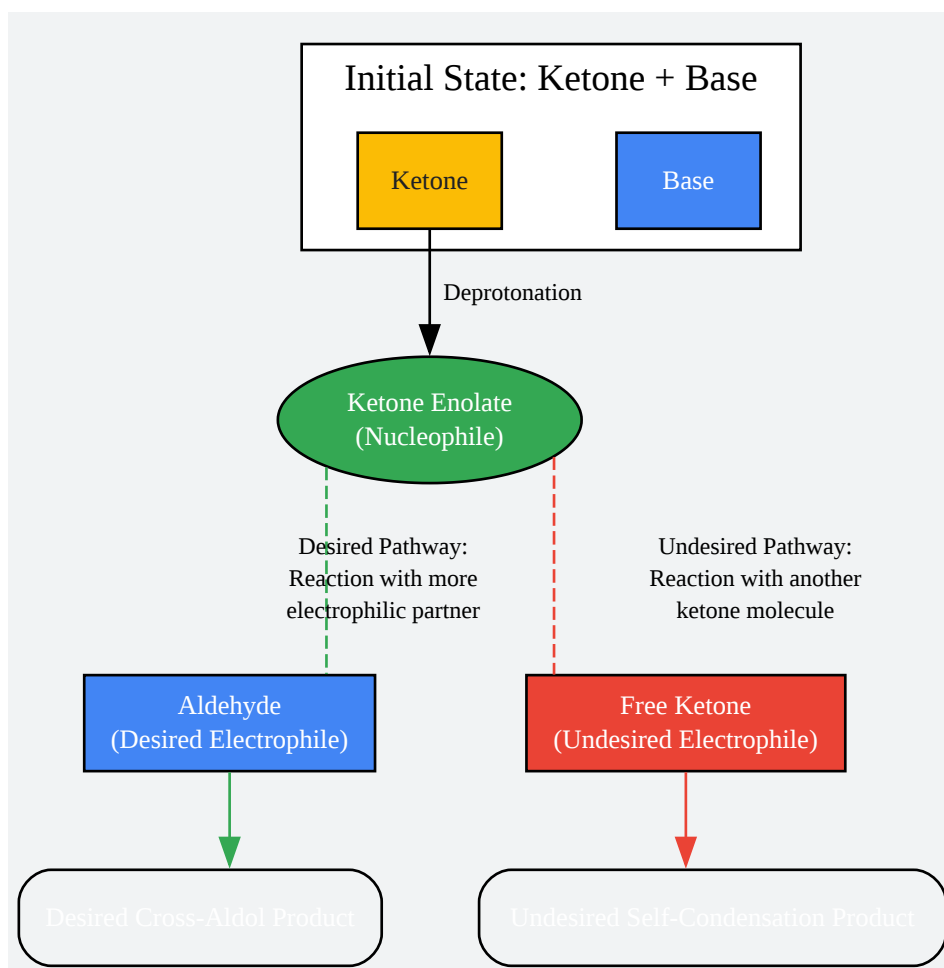 Initial State: Ketone + Base
Ketone
Base
Deprotonation
Ketone Enolate
(Nucleophile)
Desired Pathway:
Reaction with more
electrophilic partner
Undesired Pathway:
Reaction with another
ketone molecule
Aldehyde
(Desired Electrophile)
Free Ketone
(Undesired Electrophile)
Desired Cross-Aldol Product
Undesired Self-Condensation Product